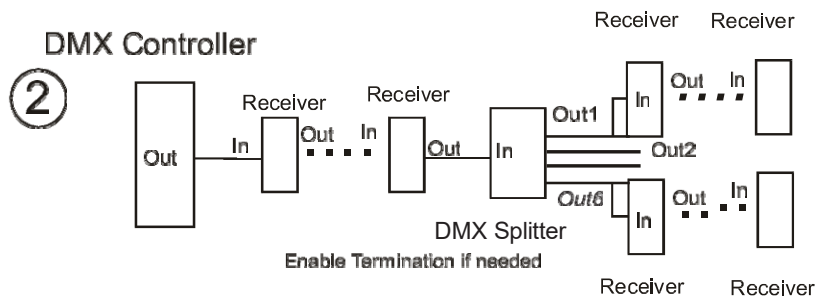 Receiver Receiver
DMX Controller
2
Receiver Receiver
Out In
In
Out1
Out In Out In Out In
Out2
Out6 Out In
In
DMX Splitter
Enable Termination if needed
Receiver Receiver